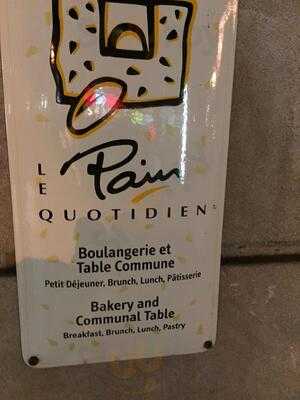 LE Pain
QUOTIDIEN
Boulangerie et
Table Commune
Petit Déjeuner, Brunch, Lunch, Pâtisserie
Bakery and
Communal Table
Breakfast, Brunch, Lunch, Pastry